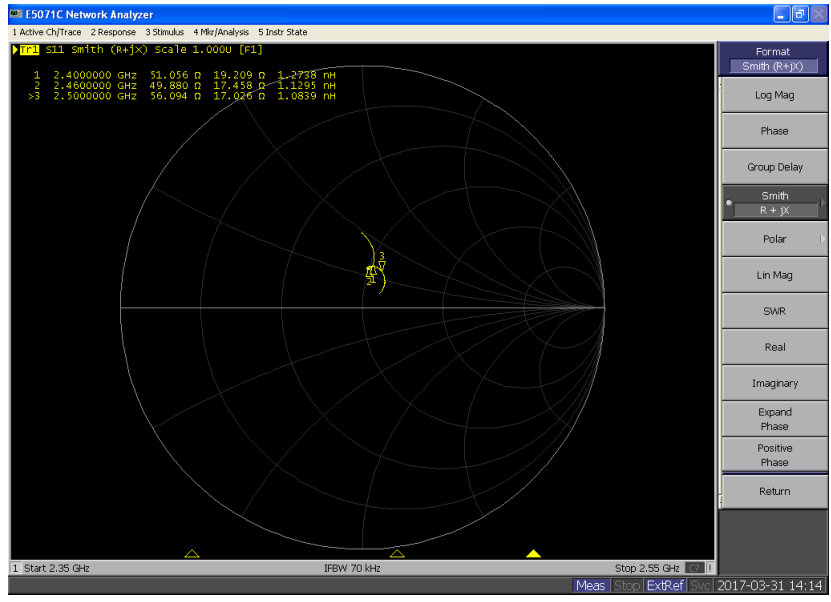 E5071C Network Analyzer
1 Active Ch/Trace 2 Response 3 Stimulus 4 Mkr/Analysis 5 Instr State
Tr1 S11 Smith (R+jX) Scale 1.000U [F1]
1 2.4000000 GHz 51.056 Ω 19.209 Ω 1.2738 nH
2 2.4600000 GHz 49.880 Ω 17.458 Ω 1.1295 nH
>3 2.5000000 GHz 56.094 Ω 17.026 Ω 1.0839 nH
3
Format
Smith (R+jX)
Log Mag
Phase
Group Delay
Smith
R + jX
Polar
Lin Mag
SWR
Real
Imaginary
Expand
Phase
Positive
Phase
Return
1 Start 2.35 GHz IFBW 70 kHz Stop 2.55 GHz C? !
Meas Stop ExtRef Svc 2017-03-31 14:14